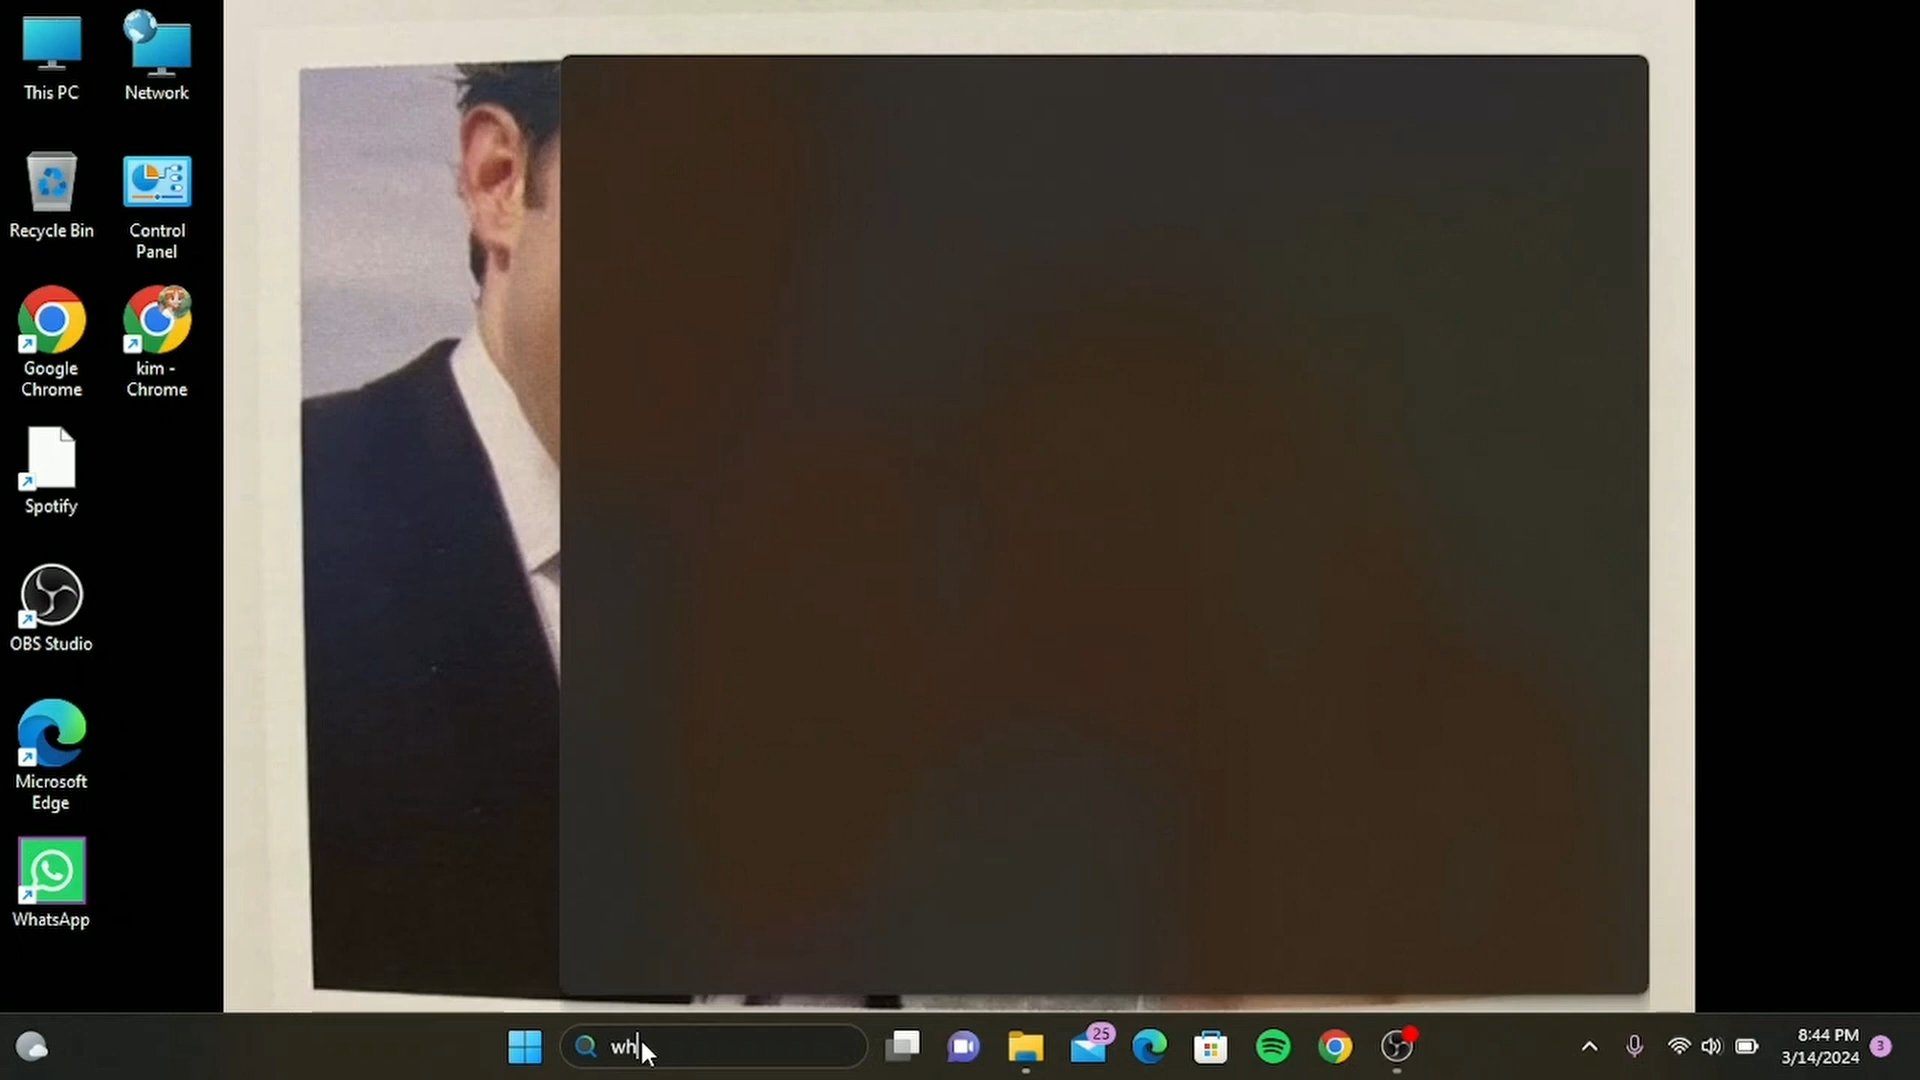 This PC
Network
Recycle Bin
Control
Panel
Google
Chrome
kim -
Chrome
Spotify
OBS Studio
Microsoft
Edge
WhatsApp
wh
25
8:44 PM
3/14/2024
3